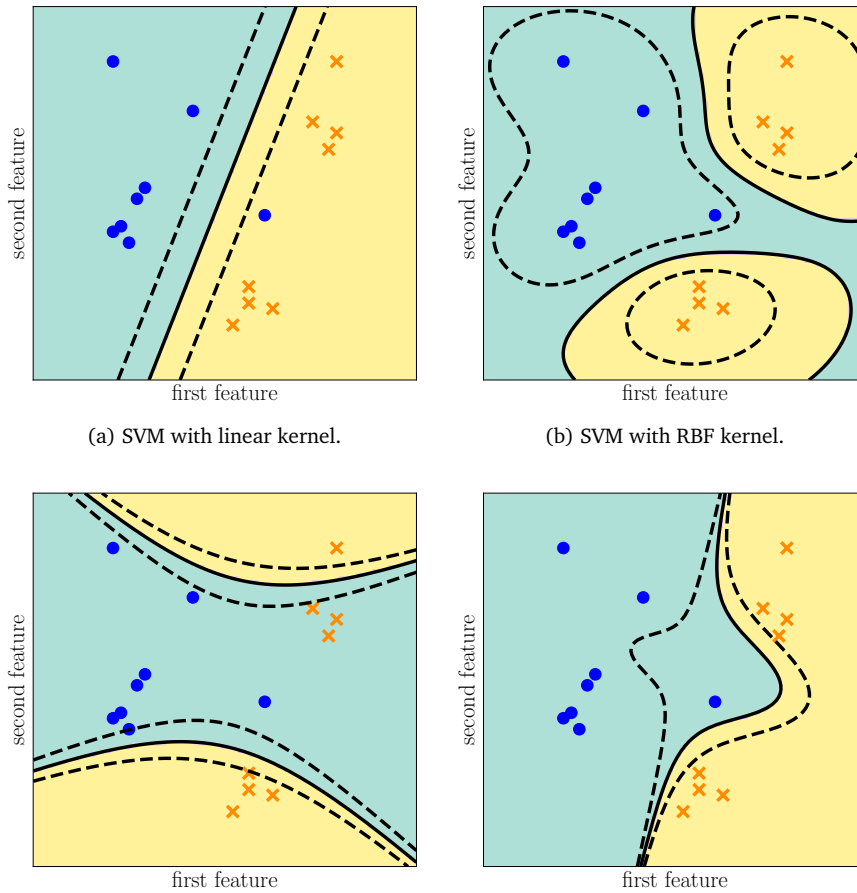 second feature
first feature
(a) SVM with linear kernel.
second feature
first feature
(b) SVM with RBF kernel.
second feature
first feature
second feature
first feature